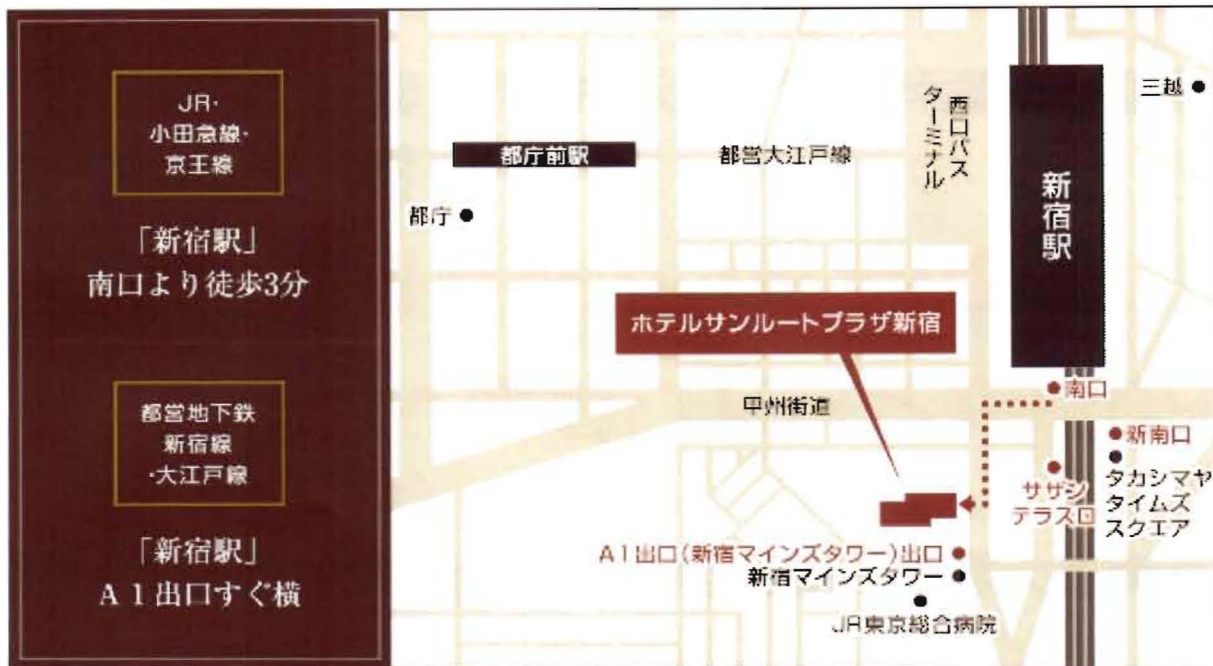 JR・
小田急線・
京王線
「新宿駅」
南口より徒歩3分
都営地下鉄
新宿線
・大江戸線
「新宿駅」
A1出口すぐ横
三越
西口バス
ターミナル
都庁前駅
都営大江戸線
新宿駅
都庁
ホテルサンルートプラザ新宿
南口
甲州街道
新南口
サザン
テラス口
タカシマヤ
タイムズ
スクエア
A1出口(新宿マインズタワー)出口
新宿マインズタワー
JR東京総合病院